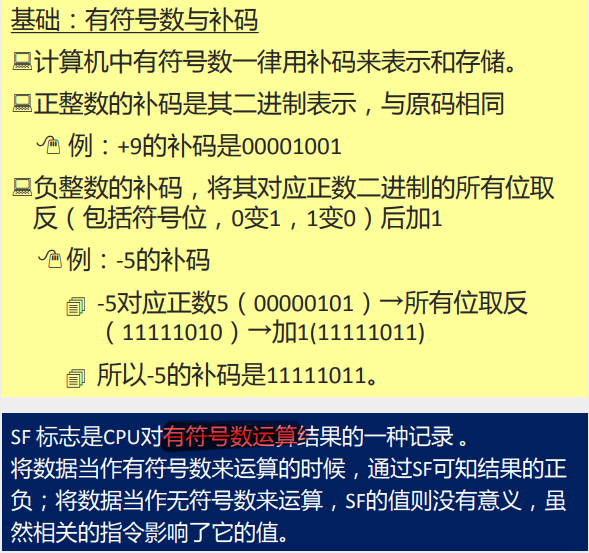 基础：有符号数与补码
计算机中有符号数一律用补码来表示和存储。
正整数的补码是其二进制表示，与原码相同
例：+9的补码是00001001
负整数的补码，将其对应正数二进制的所有位取
反（包括符号位，0变1，1变0）后加1
例：-5的补码
-5对应正数5（00000101）→所有位取反
（11111010）→加1(11111011)
所以-5的补码是11111011。
SF 标志是CPU对有符号数运算结果的一种记录 。
将数据当作有符号数来运算的时候，通过SF可知结果的正
负；将数据当作无符号数来运算，SF的值则没有意义，虽
然相关的指令影响了它的值。